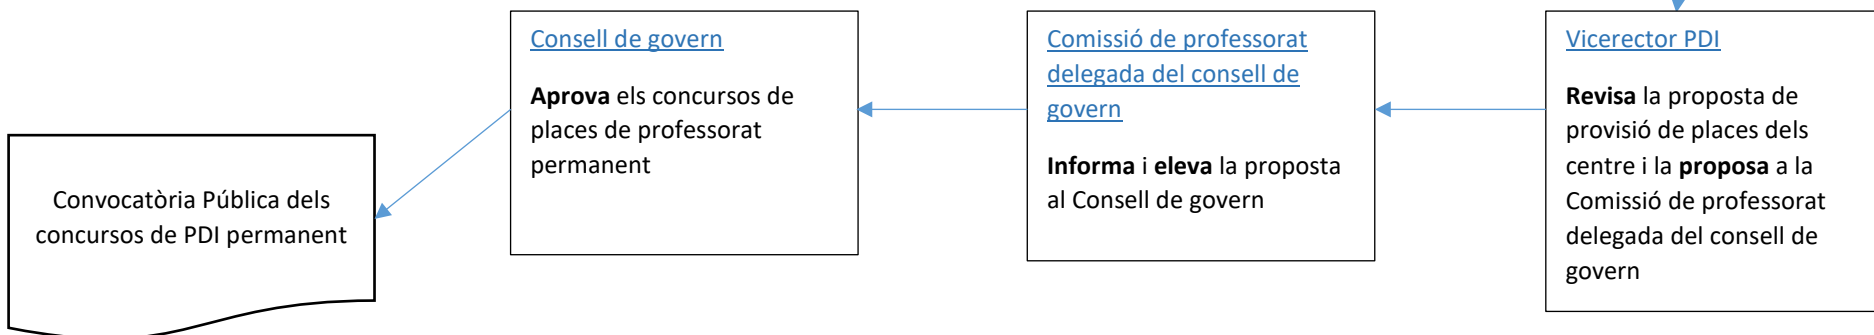 Consell de govern
Aprova els concursos de
places de professorat
permanent
Comissió de professorat
delegada del consell de
govern
Informa i eleva la proposta
al Consell de govern
Vicerector PDI
Revisa la proposta de
provisió de places dels
centre i la proposa a la
Comissió de professorat
delegada del consell de
govern
Convocatòria Pública dels
concursos de PDI permanent